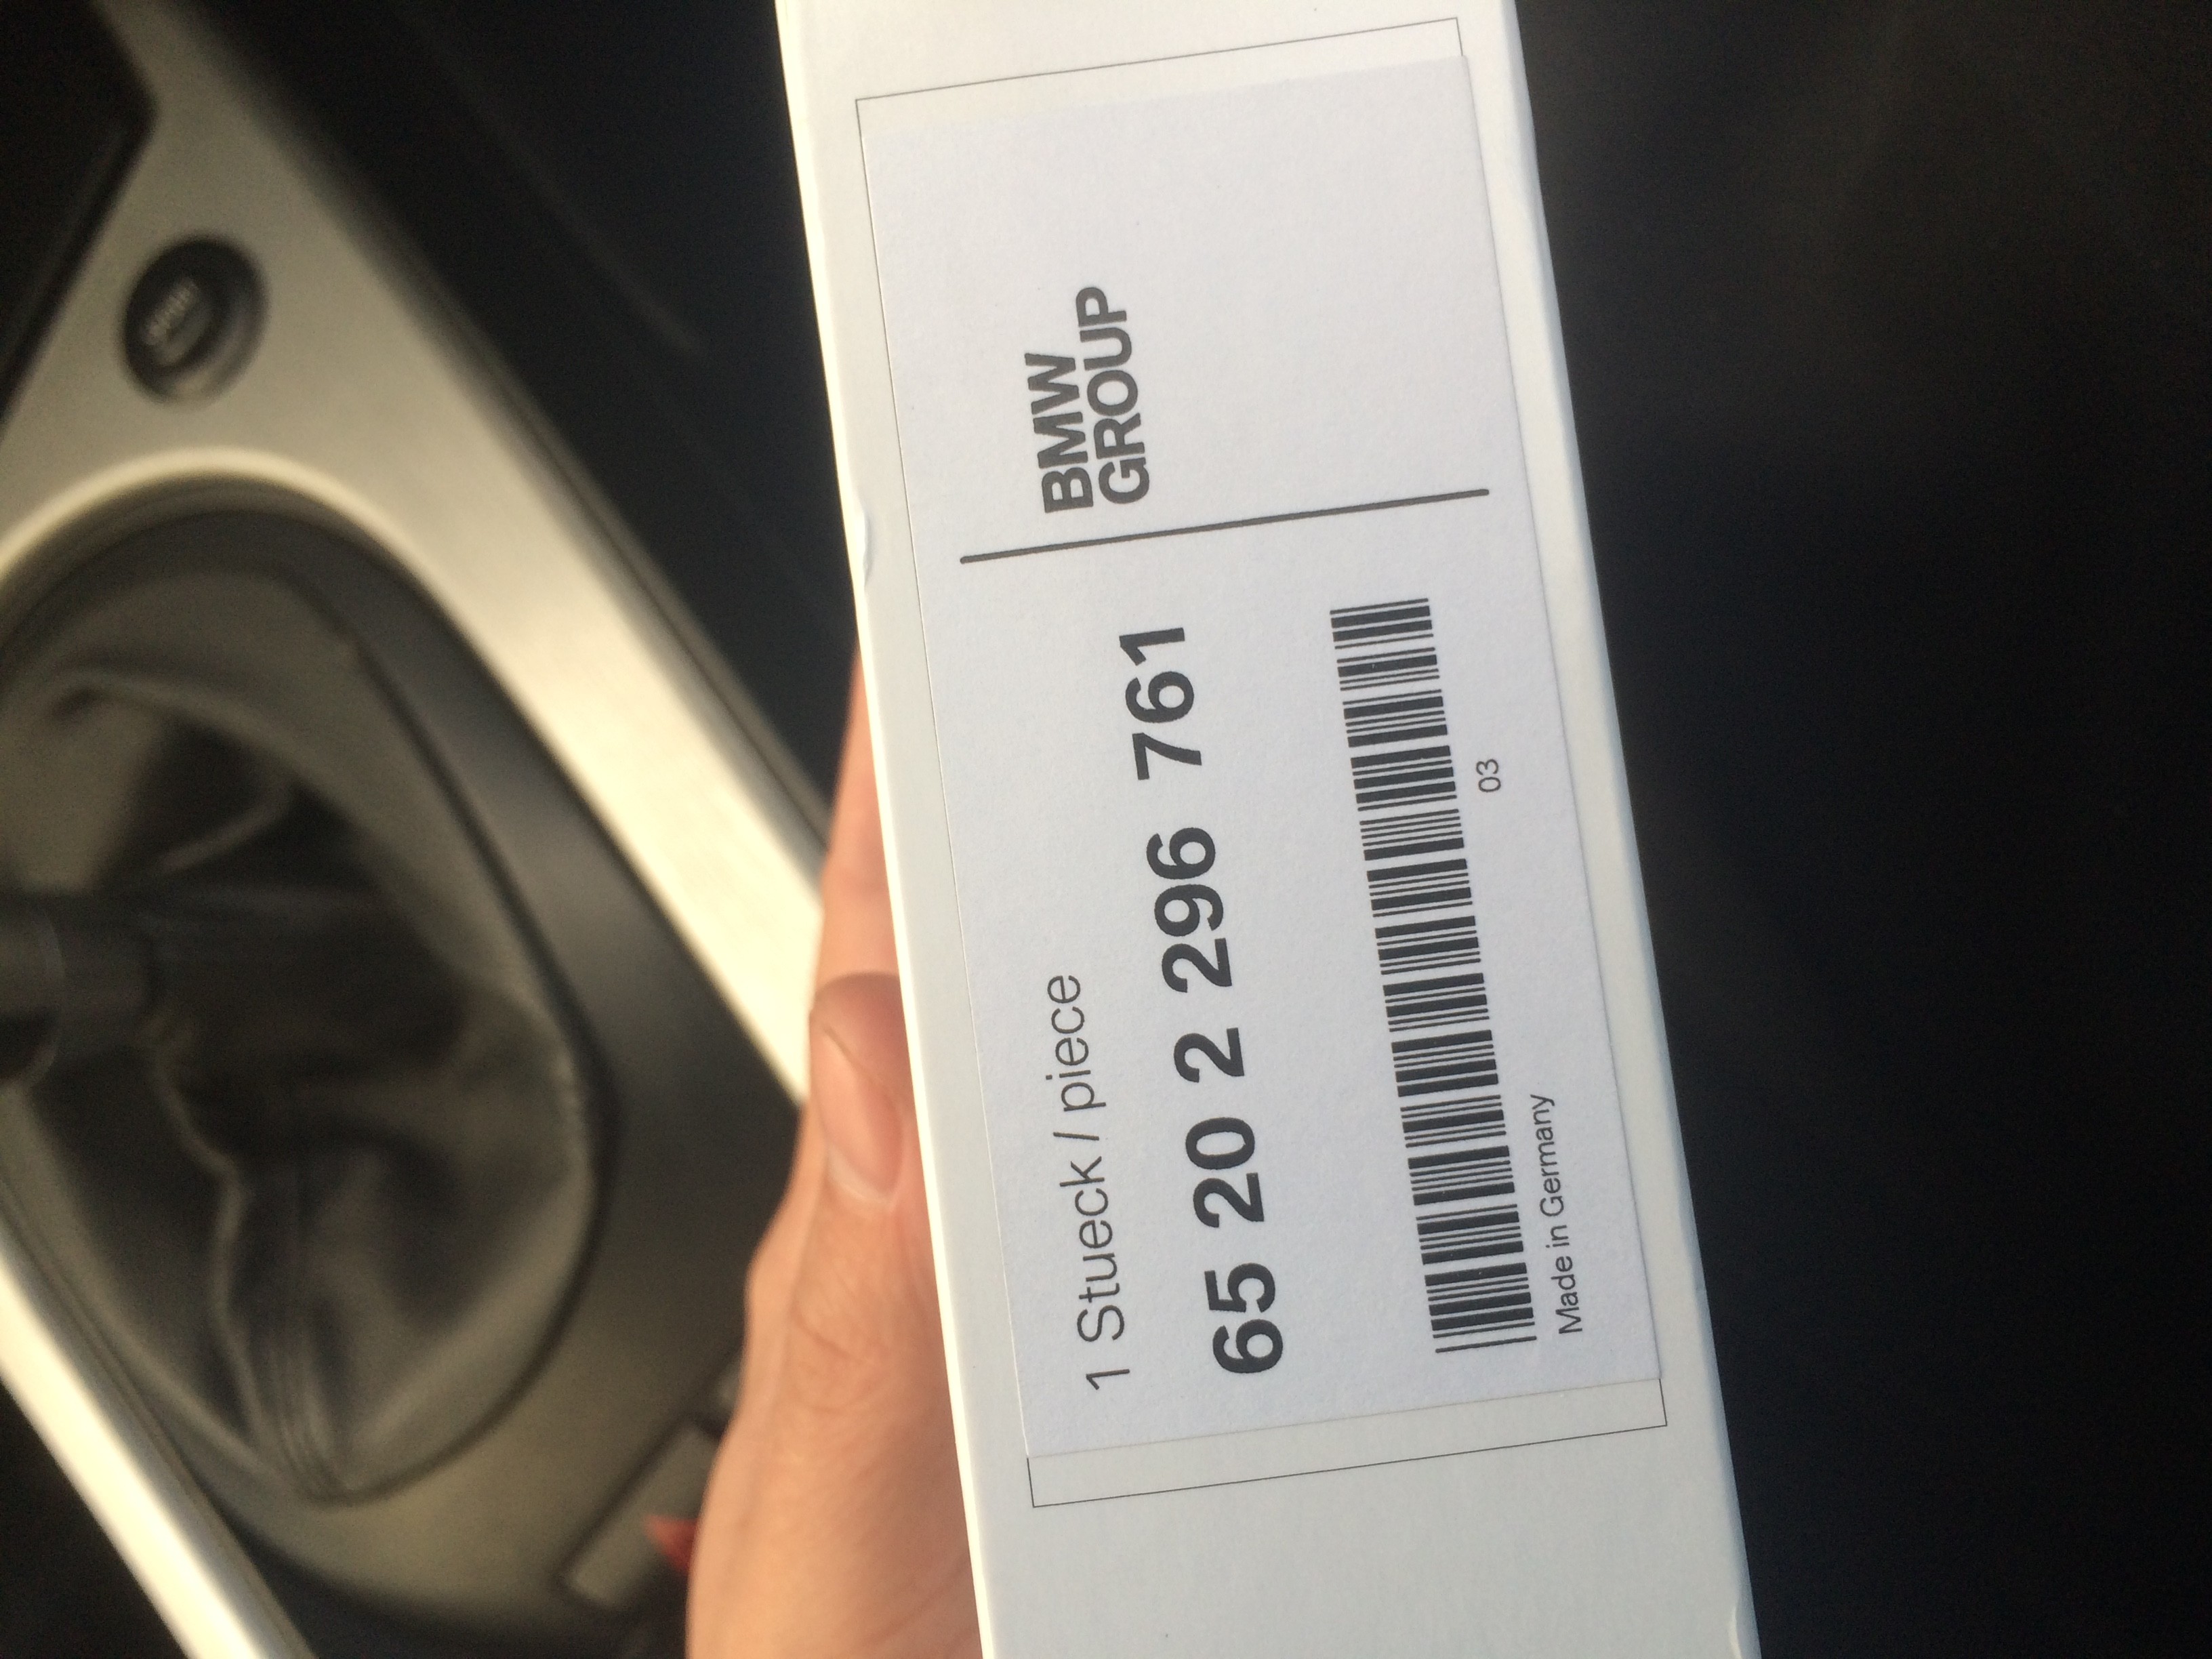 BMW
GROUP
1 Stueck / piece
65 20 2 296 761
03
Made in Germany